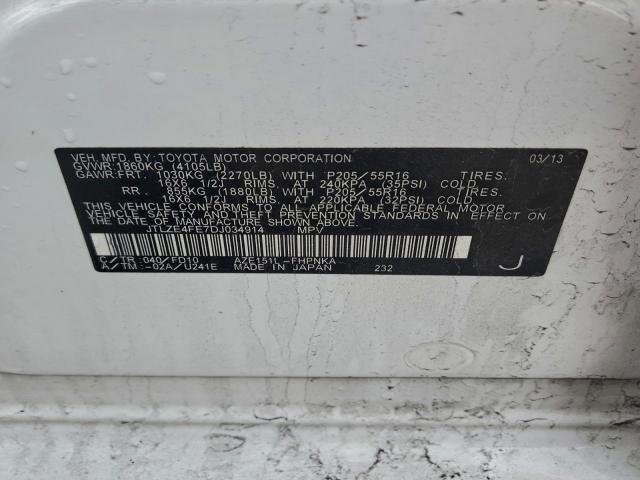 VEH. MFD. BY: TOYOTA MOTOR CORPORATION 03/13
GVWR: 1860KG (4105LB)
GAWR: FRT. 1030KG (2270LB) WITH P205/55R16 TIRES,
16X6 1/2J RIMS, AT 240KPA (35PSI) COLD
RR. 855KG (1880LB) WITH P205/55R16 TIRES,
16X6 1/2J RIMS, AT 220KPA (32PSI) COLD
THIS VEHICLE CONFORMS TO ALL APPLICABLE FEDERAL MOTOR
VEHICLE SAFETY AND THEFT PREVENTION STANDARDS IN EFFECT
ON THE DATE OF MANUFACTURE SHOWN ABOVE.
JTLZE4FE7DJ034914 MPV
C/TR: 040/FD10 AZE151L-FHPNKA
A/TM: -02A/U241E MADE IN JAPAN 232 J